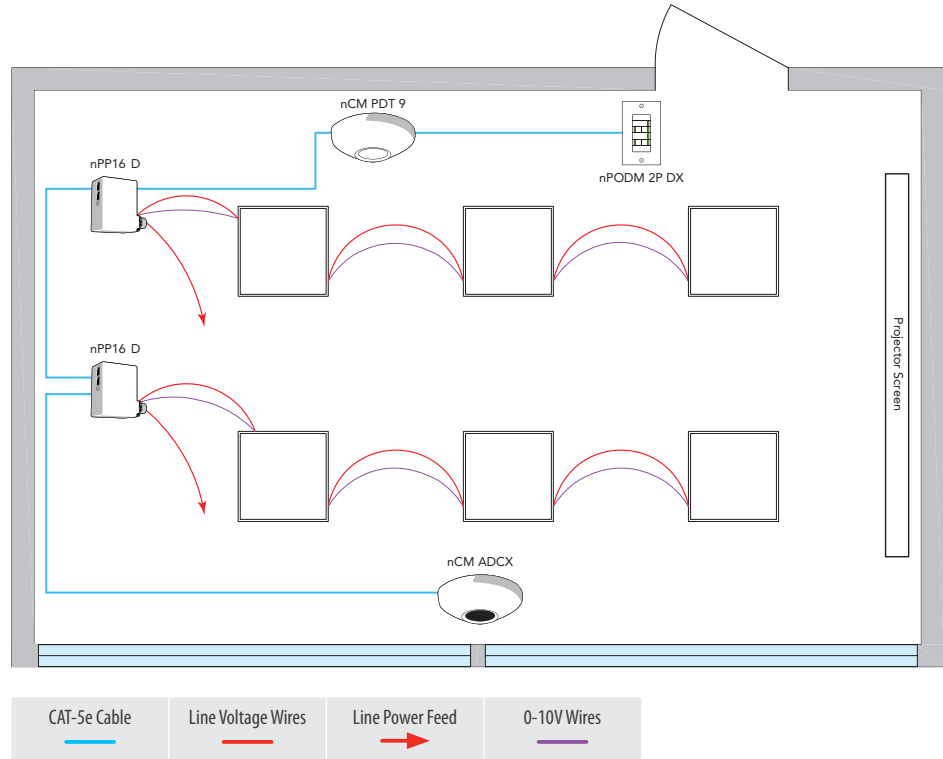 nCM PDT 9
nPP16 D
nPODM 2P DX
nPP16 D
Projector Screen
nCM ADCX
CAT-5e Cable
Line Voltage Wires
Line Power Feed
0-10V Wires